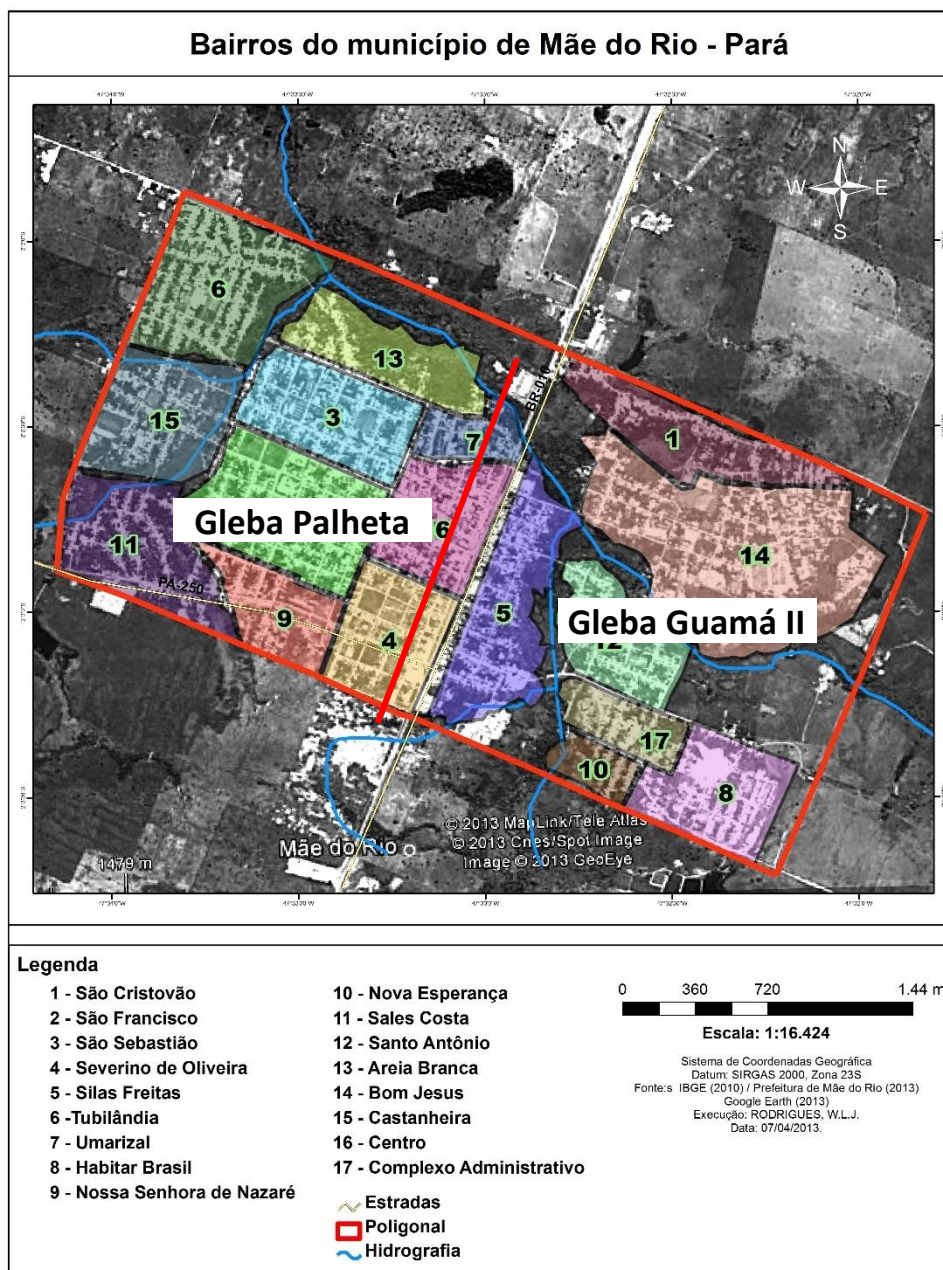 Bairros do município de Mãe do Rio - Pará
N
W E
S
6
13
15
3
BR-010
7
1
Gleba Palheta
6
11
14
PA-250
9
4
5
Gleba Guamá II
12
17
10
8
© 2013 MapLink/Tele Atlas
© 2013 Cnes/Spot Image
Image © 2013 GeoEye
Mãe do Rio
1479 m
Legenda
1 - São Cristovão
2 - São Francisco
3 - São Sebastião
4 - Severino de Oliveira
5 - Silas Freitas
6 -Tubilândia
7 - Umarizal
8 - Habitar Brasil
9 - Nossa Senhora de Nazaré
10 - Nova Esperança
11 - Sales Costa
12 - Santo Antônio
13 - Areia Branca
14 - Bom Jesus
15 - Castanheira
16 - Centro
17 - Complexo Administrativo
Estradas
Poligonal
Hidrografia
0 360 720 1.44 m
Escala: 1:16.424
Sistema de Coordenadas Geográfica
Datum: SIRGAS 2000, Zona 23S
Fonte:s IBGE (2010) / Prefeitura de Mãe do Rio (2013)
Google Earth (2013)
Execução: RODRIGUES, W.L.J.
Data: 07/04/2013.